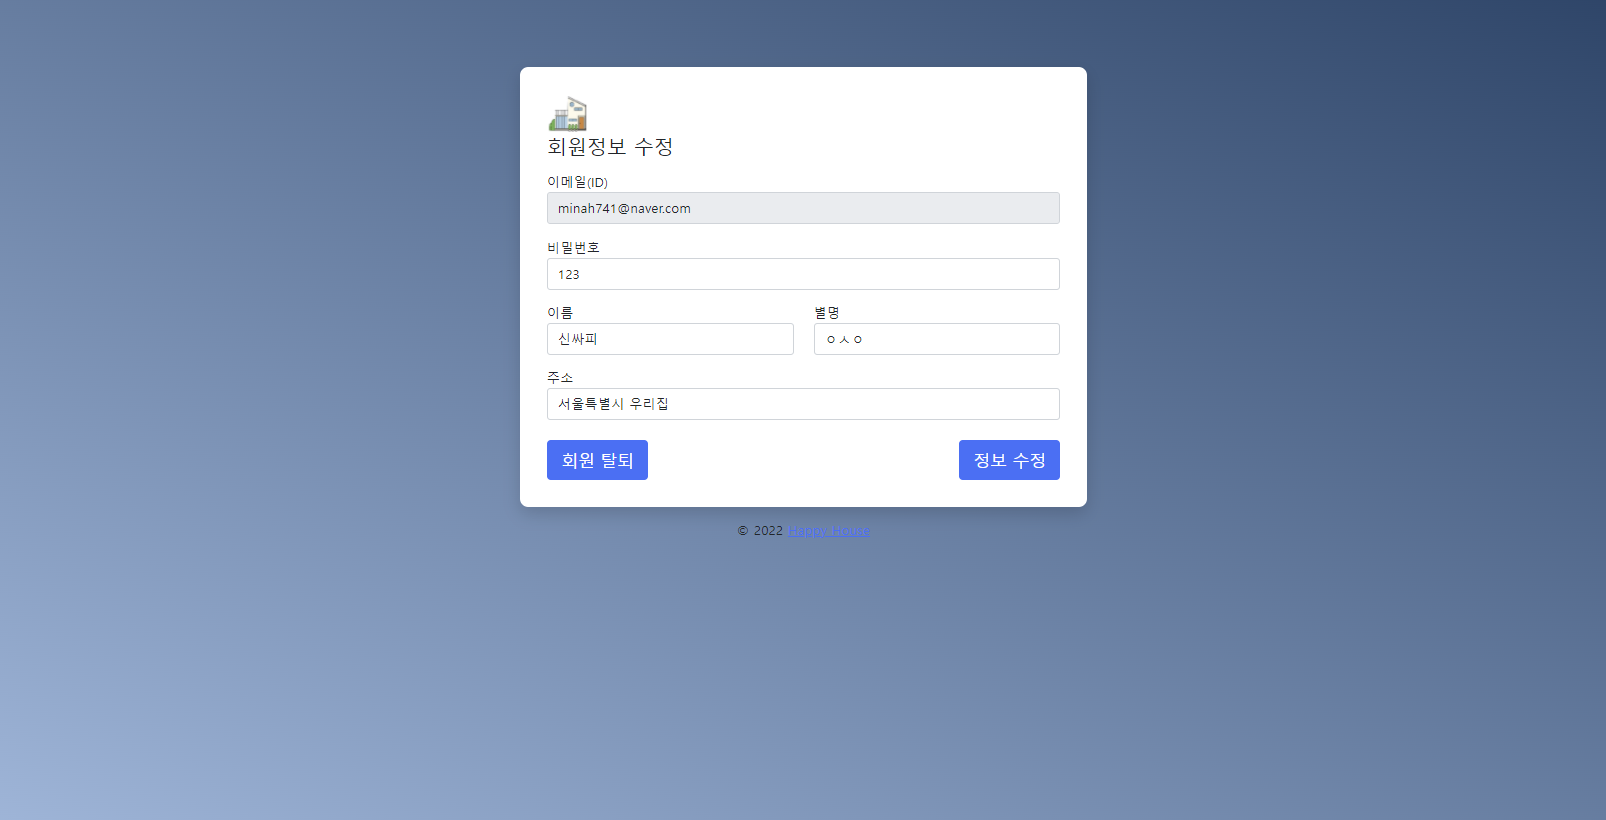 회원정보 수정
이메일(ID)
minah741@naver.com
비밀번호
123
이름
별명
신싸피
ㅇㅅㅇ
주소
서울특별시 우리집
회원 탈퇴
정보 수정
© 2022 Happy House